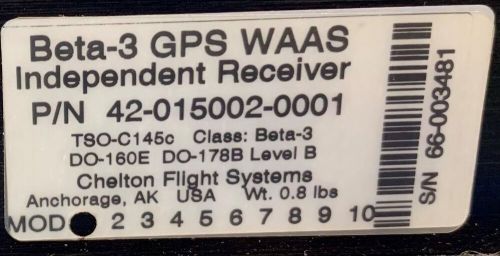 Beta-3 GPS WAAS
Independent Receiver
P/N 42-015002-0001
TSO-C145c Class: Beta-3
DO-160E DO-178B Level B
Chelton Flight Systems
Anchorage, AK USA Wt. 0.8 lbs
MOD 2 3 4 5 6 7 8 9 10
S/N 66-003481